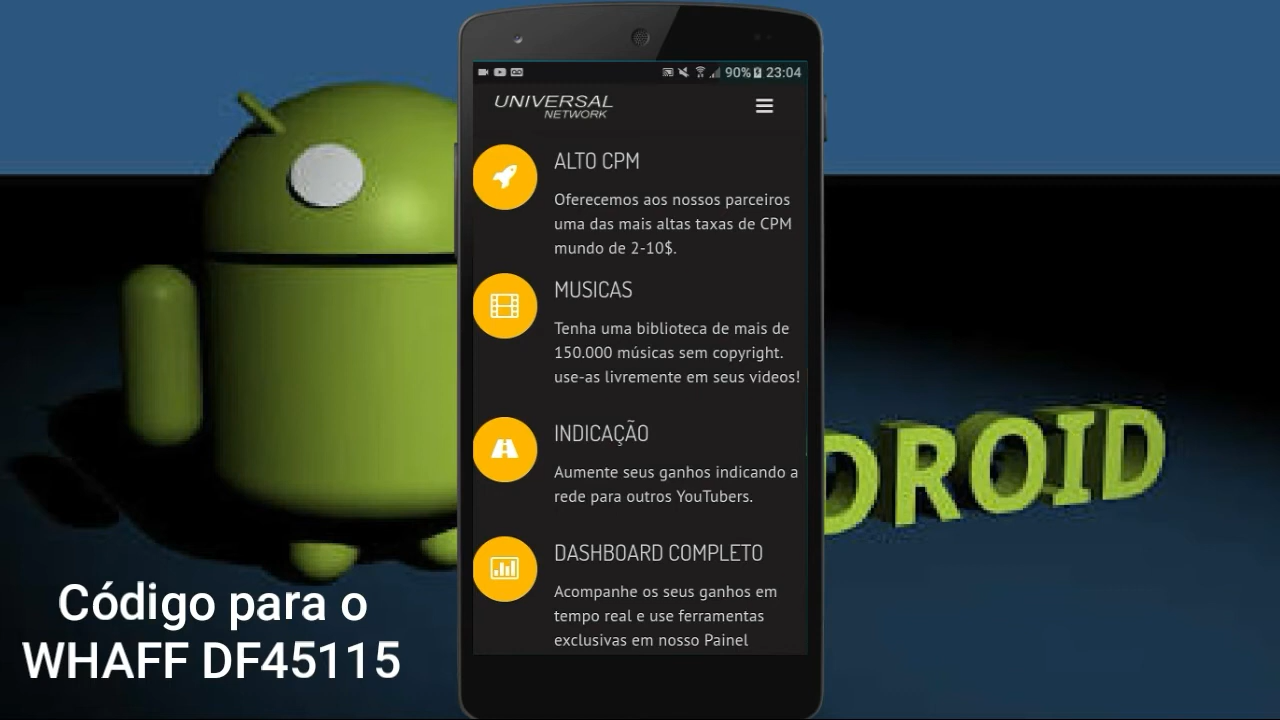 90% 23:04
UNIVERSAL
NETWORK
ALTO CPM
Oferecemos aos nossos parceiros
uma das mais altas taxas de CPM
mundo de 2-10$.
MUSICAS
Tenha uma biblioteca de mais de
150.000 músicas sem copyright.
use-as livremente em seus videos!
INDICAÇÃO
Aumente seus ganhos indicando a
rede para outros YouTubers.
DASHBOARD COMPLETO
Acompanhe os seus ganhos em
tempo real e use ferramentas
exclusivas em nosso Painel
DROID
Código para o
WHAFF DF45115